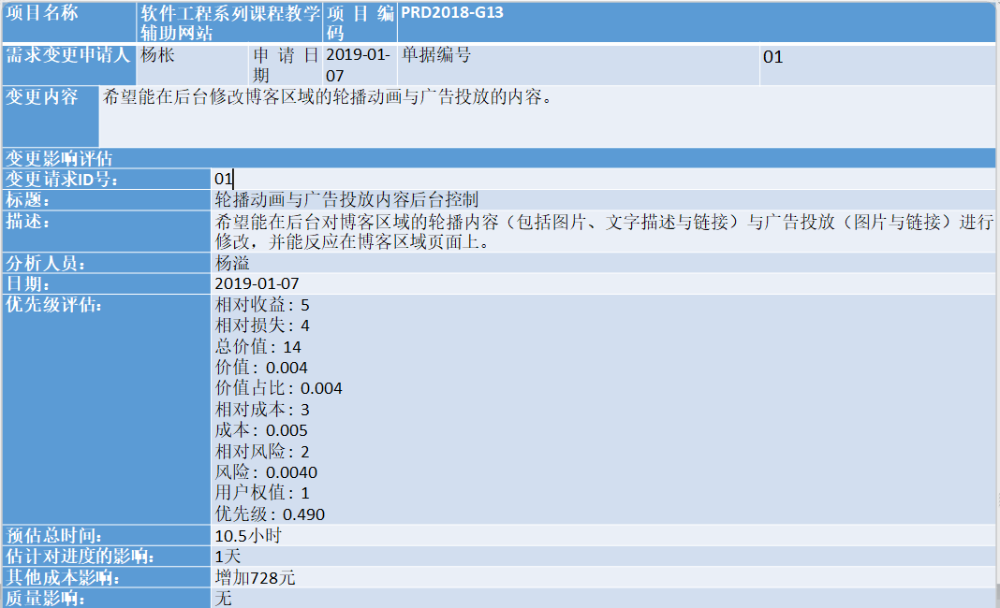 项目名称 软件工程系列课程教学辅助网站 项目编码 PRD2018-G13
需求变更申请人 杨枨 申请日期 2019-01-07 单据编号 01
变更内容 希望能在后台修改博客区域的轮播动画与广告投放的内容。
变更影响评估
变更请求ID号: 01
标题: 轮播动画与广告投放内容后台控制
描述: 希望能在后台对博客区域的轮播内容（包括图片、文字描述与链接）与广告投放（图片与链接）进行
修改，并能反应在博客区域页面上。
分析人员: 杨溢
日期: 2019-01-07
优先级评估: 相对收益: 5
相对损失: 4
总价值: 14
价值: 0.004
价值占比: 0.004
相对成本: 3
成本: 0.005
相对风险: 2
风险: 0.0040
用户权值: 1
优先级: 0.490
预估总时间: 10.5小时
估计对进度的影响: 1天
其他成本影响: 增加728元
质量影响: 无